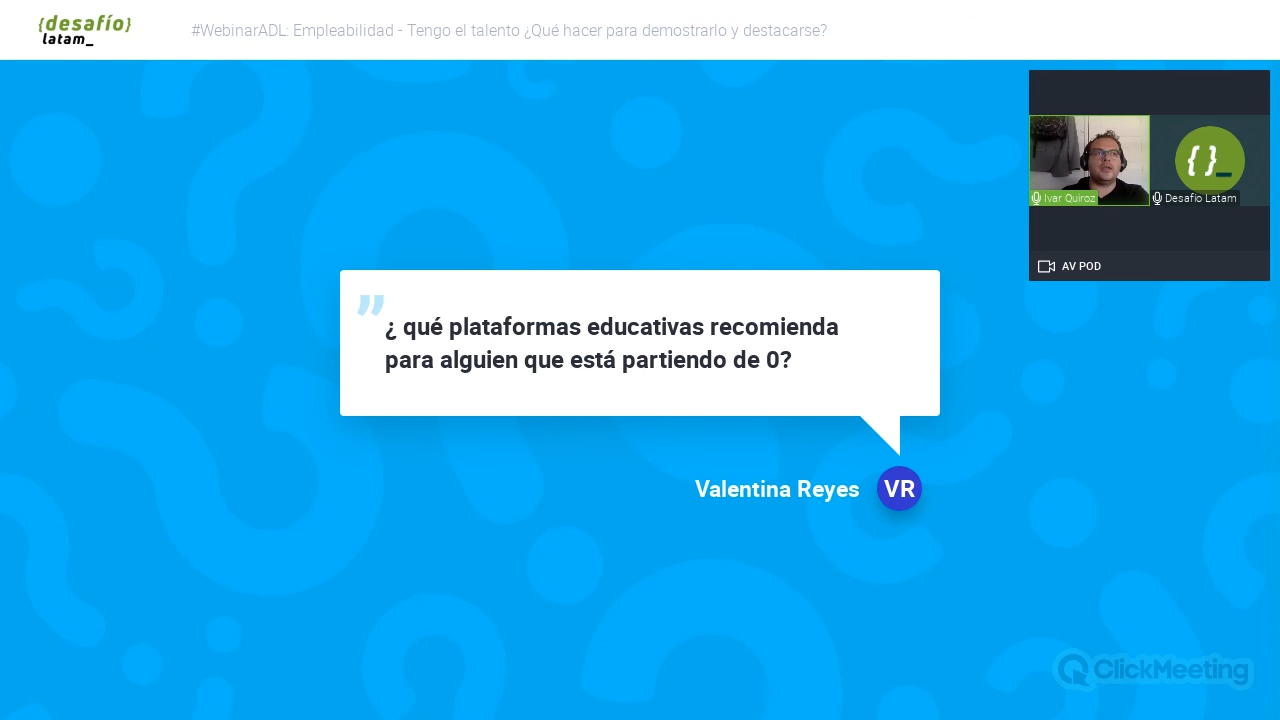 {desafío}
latam_
#WebinarADL: Empleabilidad - Tengo el talento ¿Qué hacer para demostrarlo y destacarse?
Ivar Quiroz
{ }_
Desafío Latam
AV POD
”
¿ qué plataformas educativas recomienda
para alguien que está partiendo de 0?
Valentina Reyes
VR
ClickMeeting